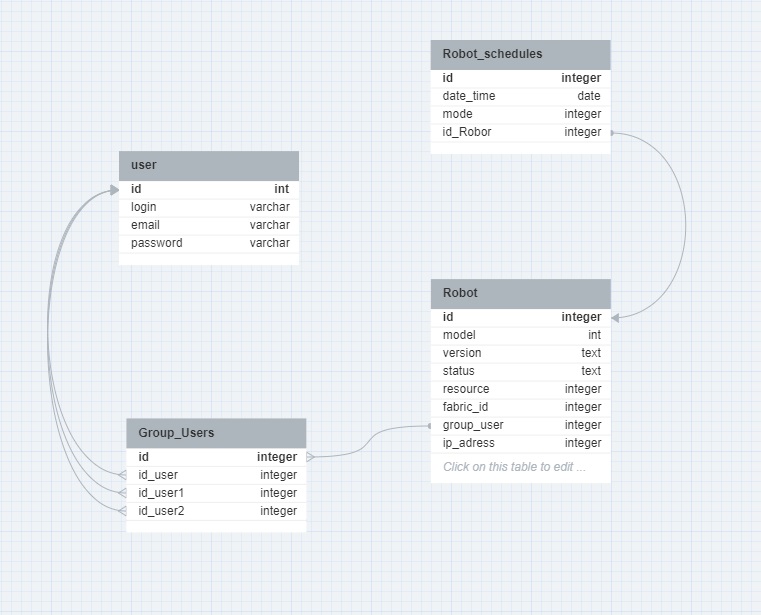 Robot_schedules
id integer
date_time date
mode integer
id_Robor integer
user
id int
login varchar
email varchar
password varchar
Robot
id integer
model int
version text
status text
resource integer
fabric_id integer
group_user integer
ip_adress integer
Click on this table to edit ...
Group_Users
id integer
id_user integer
id_user1 integer
id_user2 integer